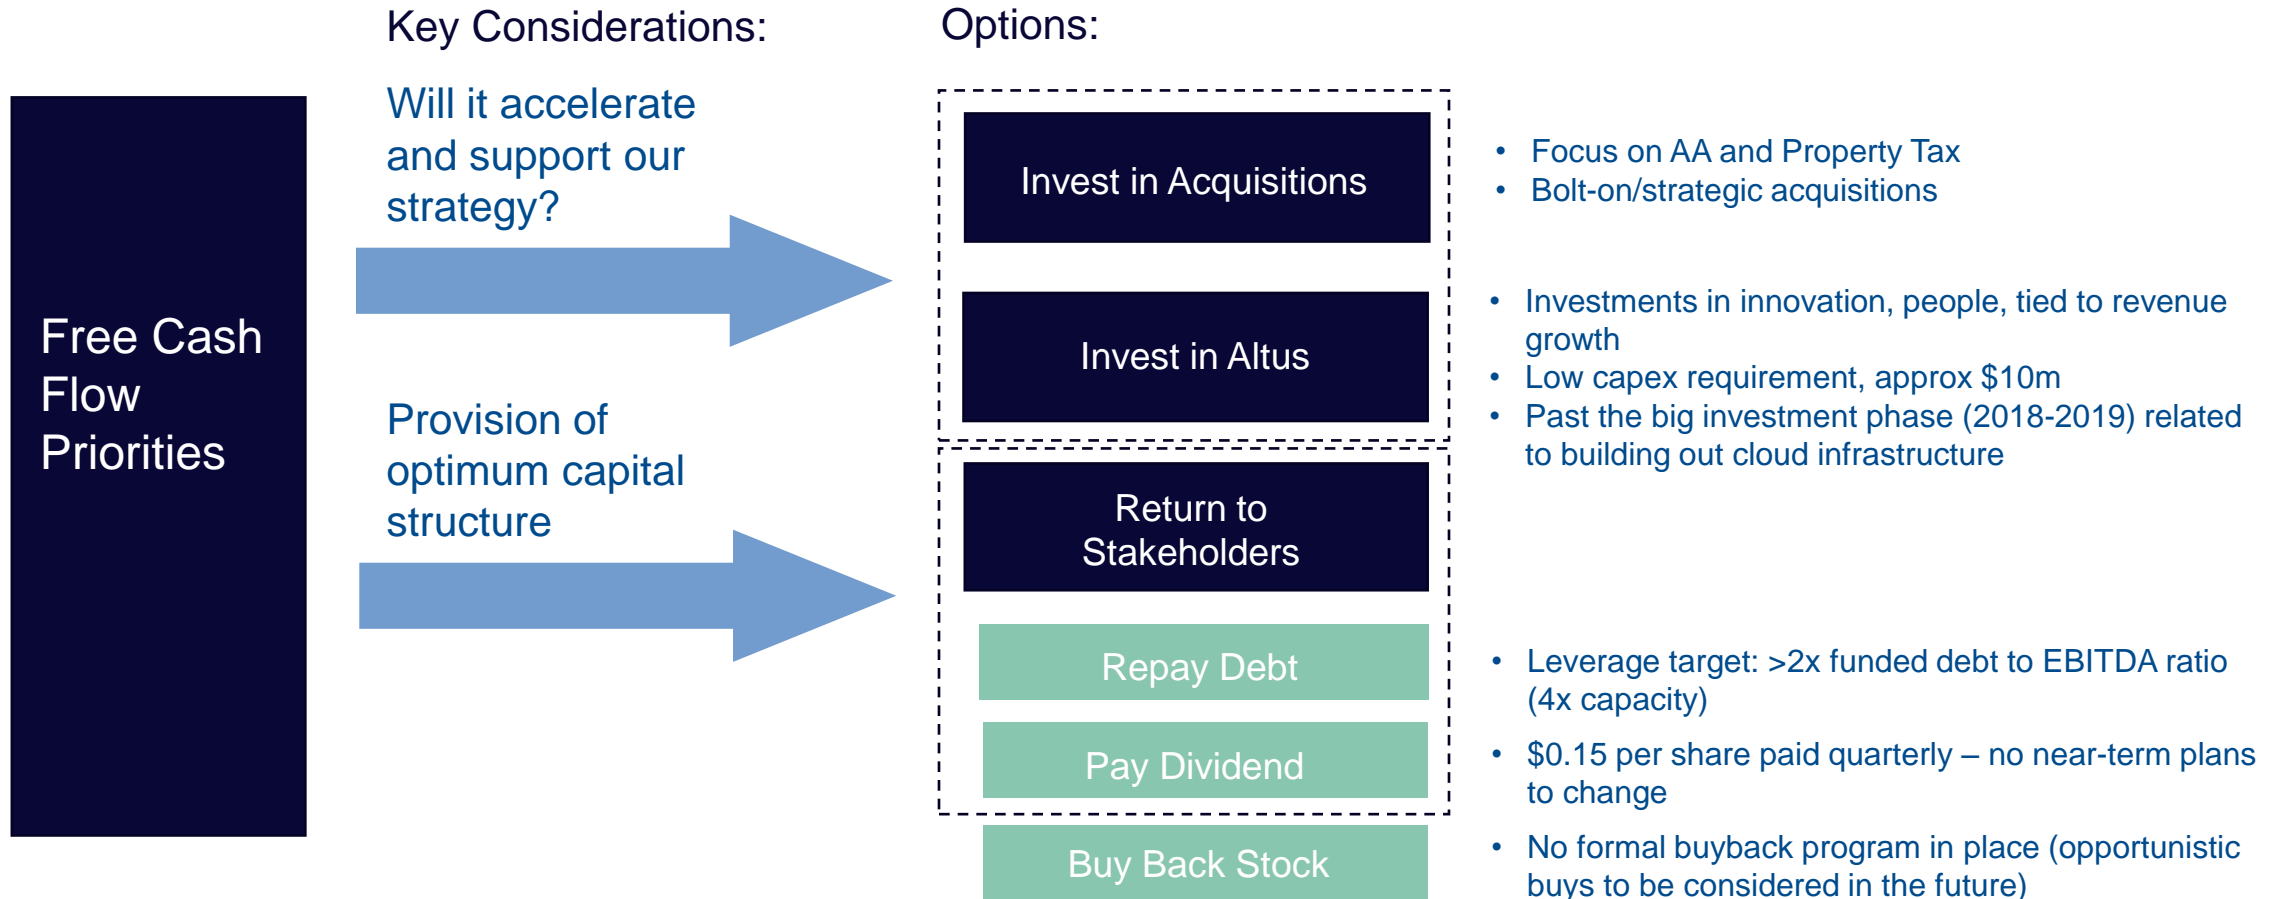 Key Considerations:
Options:
Free Cash
Flow
Priorities
Will it accelerate
and support our
strategy?
Provision of
optimum capital
structure
Invest in Acquisitions
• Focus on AA and Property Tax
• Bolt-on/strategic acquisitions
Invest in Altus
• Investments in innovation, people, tied to revenue
growth
• Low capex requirement, approx $10m
• Past the big investment phase (2018-2019) related
to building out cloud infrastructure
Return to
Stakeholders
Repay Debt
• Leverage target: >2x funded debt to EBITDA ratio
(4x capacity)
Pay Dividend
• $0.15 per share paid quarterly – no near-term plans
to change
Buy Back Stock
• No formal buyback program in place (opportunistic
buys to be considered in the future)